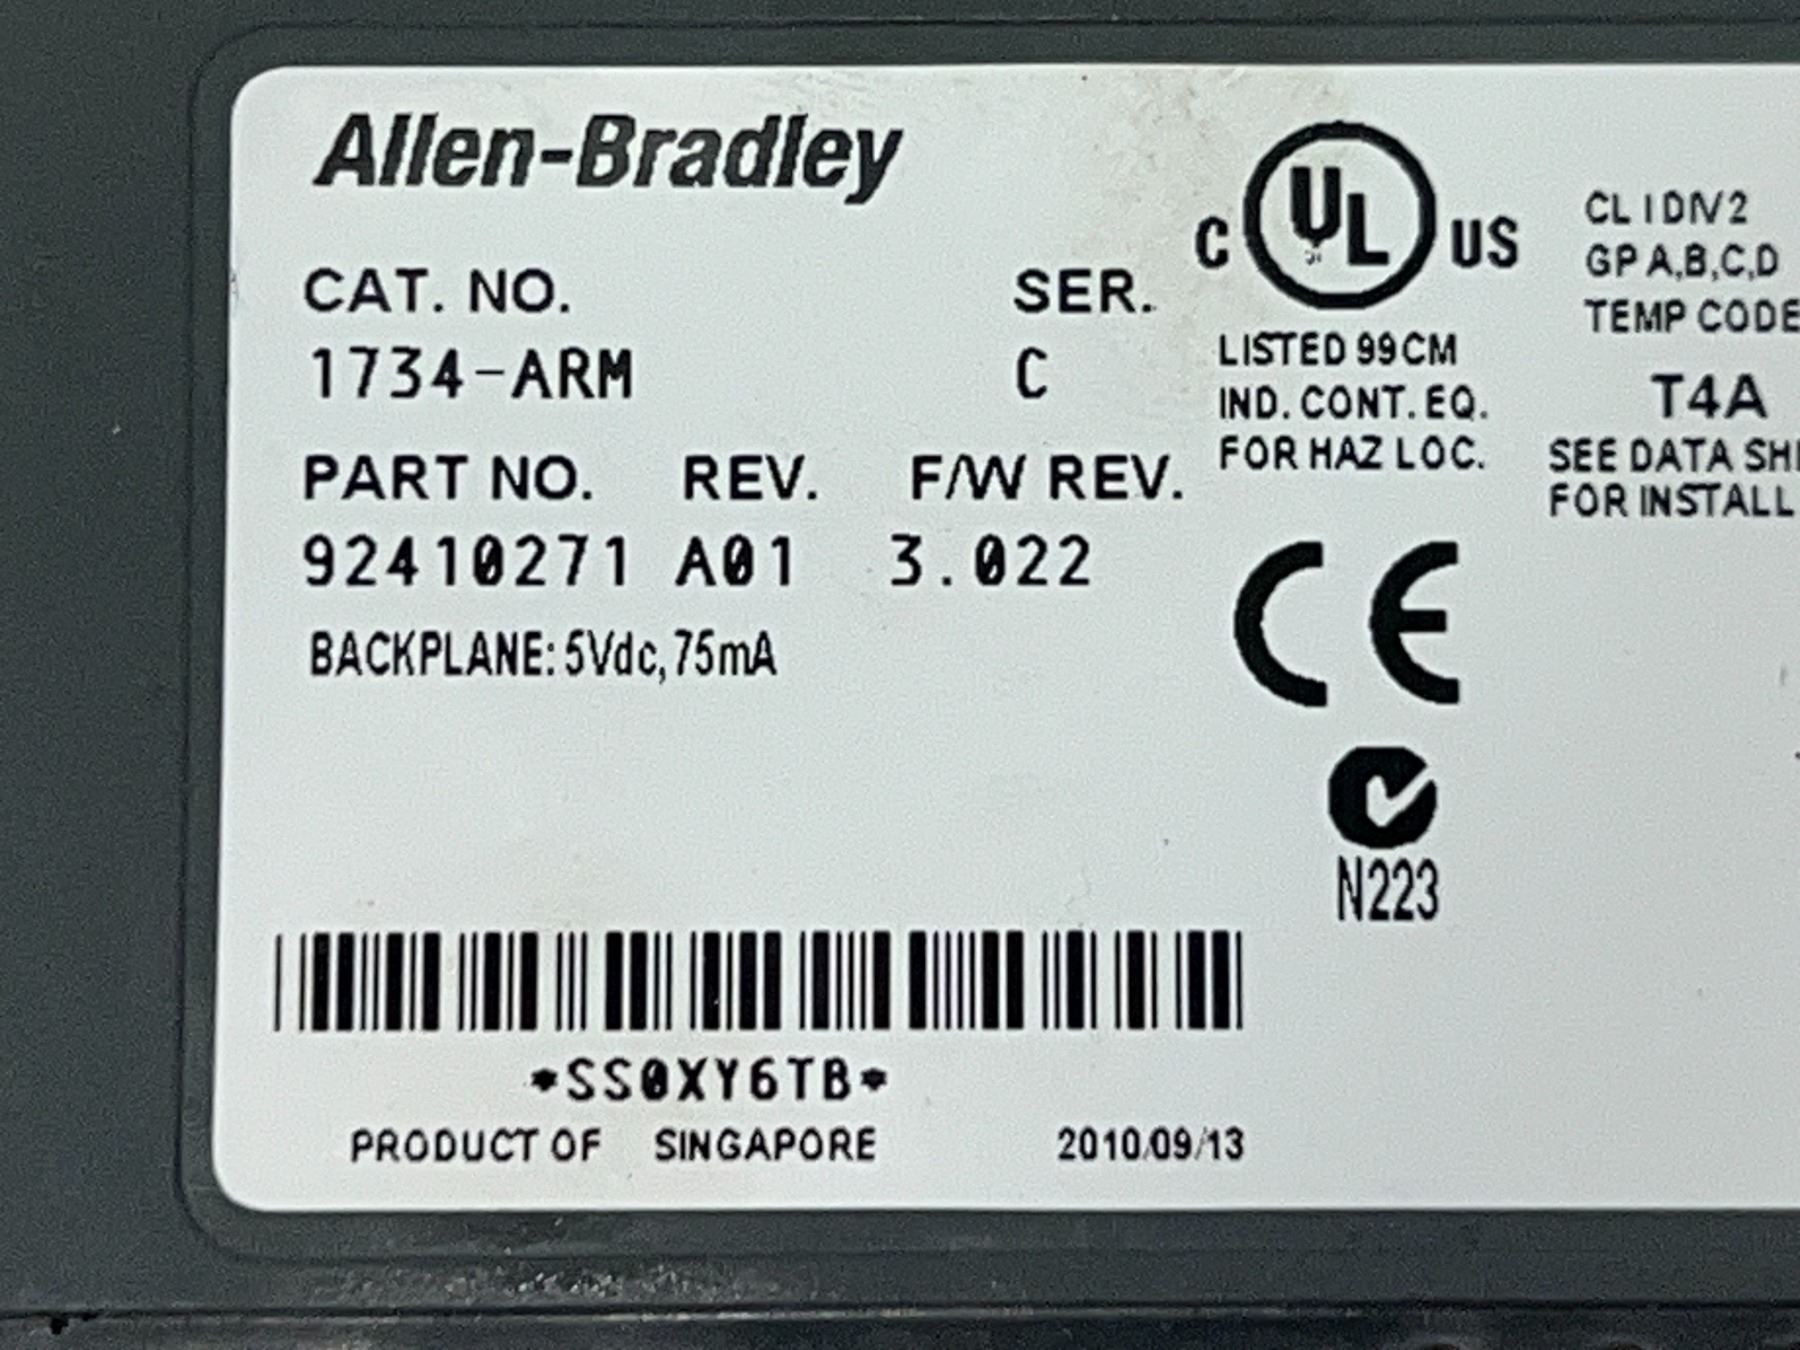 Allen-Bradley
CAT. NO. SER.
1734-ARM C
PART NO. REV. F/W REV.
92410271 A01 3.022
BACKPLANE: 5Vdc, 75mA
C UL US
LISTED 99CM
IND. CONT. EQ.
FOR HAZ LOC.
CL I DIV 2
GP A,B,C,D
TEMP CODE
T4A
SEE DATA
FOR INSTALL
CE
N223
*SS0XY6TB*
PRODUCT OF SINGAPORE 2010/09/13